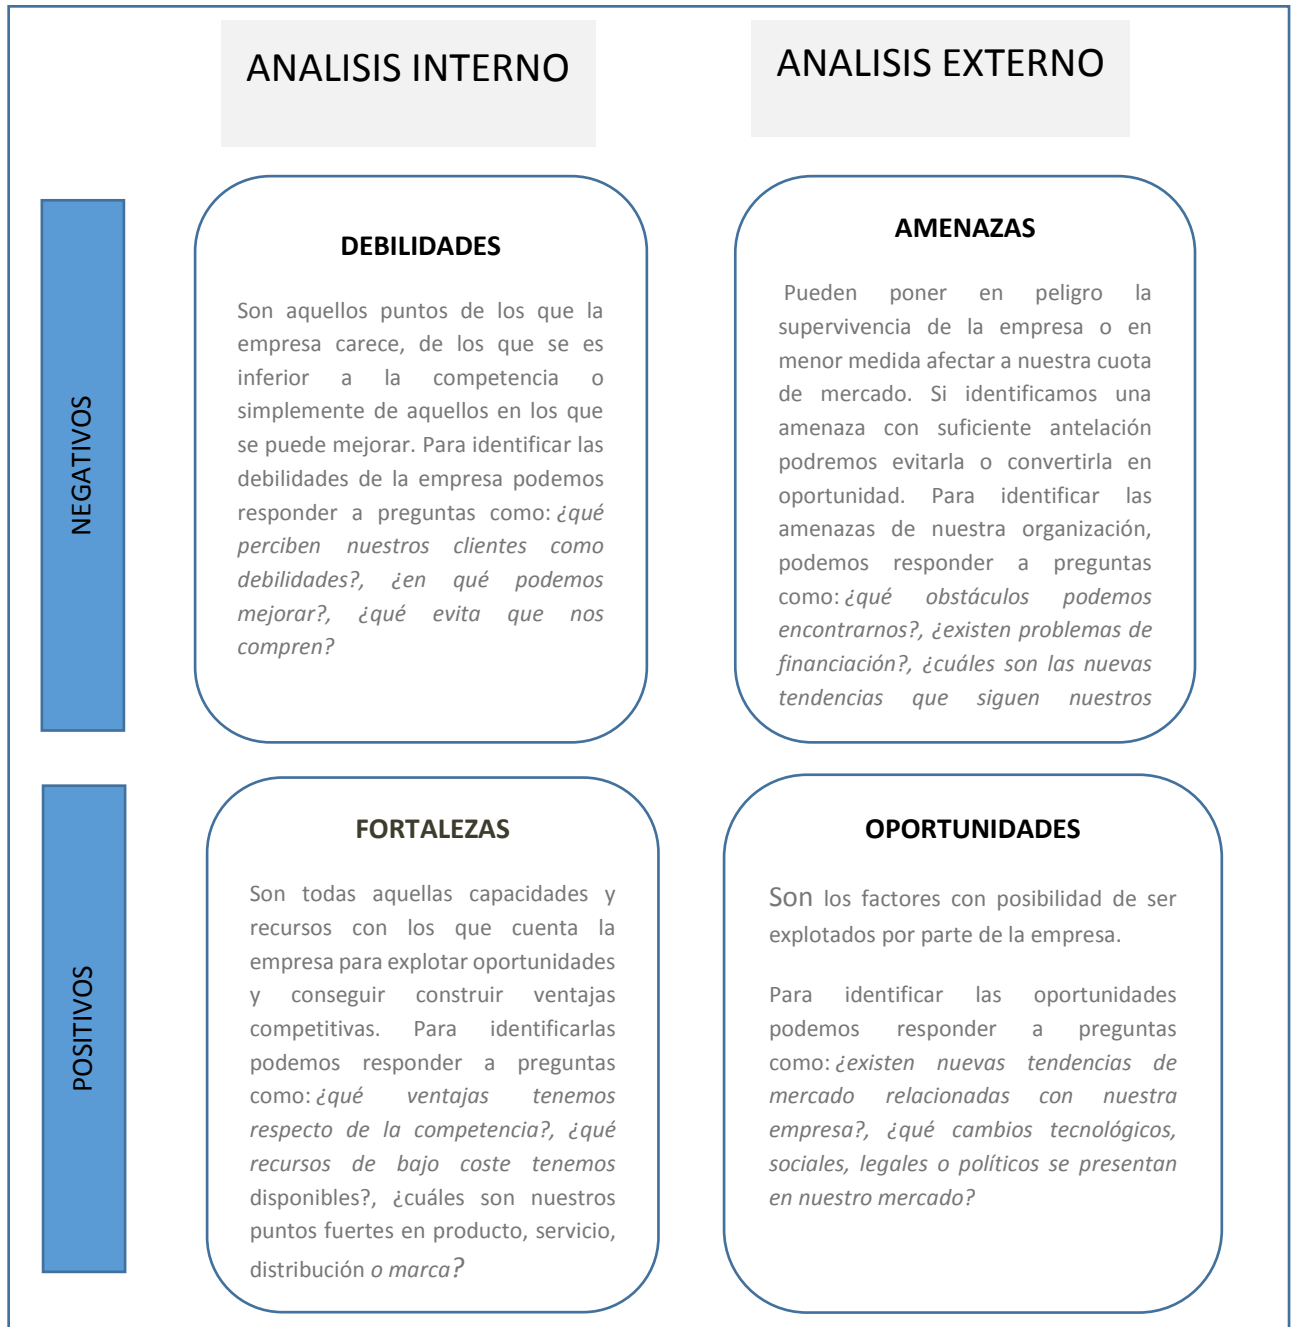 ANALISIS INTERNO
ANALISIS EXTERNO
NEGATIVOS
DEBILIDADES
Son aquellos puntos de los que la
empresa carece, de los que se es
inferior a la competencia o
simplemente de aquellos en los que
se puede mejorar. Para identificar las
debilidades de la empresa podemos
responder a preguntas como: ¿qué
perciben nuestros clientes como
debilidades?, ¿en qué podemos
mejorar?, ¿qué evita que nos
compren?
AMENAZAS
Pueden poner en peligro la
supervivencia de la empresa o en
menor medida afectar a nuestra cuota
de mercado. Si identificamos una
amenaza con suficiente antelación
podremos evitarla o convertirla en
oportunidad. Para identificar las
amenazas de nuestra organización,
podemos responder a preguntas
como: ¿qué obstáculos podemos
encontrarnos?, ¿existen problemas de
financiación?, ¿cuáles son las nuevas
tendencias que siguen nuestros
POSITIVOS
FORTALEZAS
Son todas aquellas capacidades y
recursos con los que cuenta la
empresa para explotar oportunidades
y conseguir construir ventajas
competitivas. Para identificarlas
podemos responder a preguntas
como: ¿qué ventajas tenemos
respecto de la competencia?, ¿qué
recursos de bajo coste tenemos
disponibles?, ¿cuáles son nuestros
puntos fuertes en producto, servicio,
distribución o marca?
OPORTUNIDADES
Son los factores con posibilidad de ser
explotados por parte de la empresa.
Para identificar las oportunidades
podemos responder a preguntas
como: ¿existen nuevas tendencias de
mercado relacionadas con nuestra
empresa?, ¿qué cambios tecnológicos,
sociales, legales o políticos se presentan
en nuestro mercado?